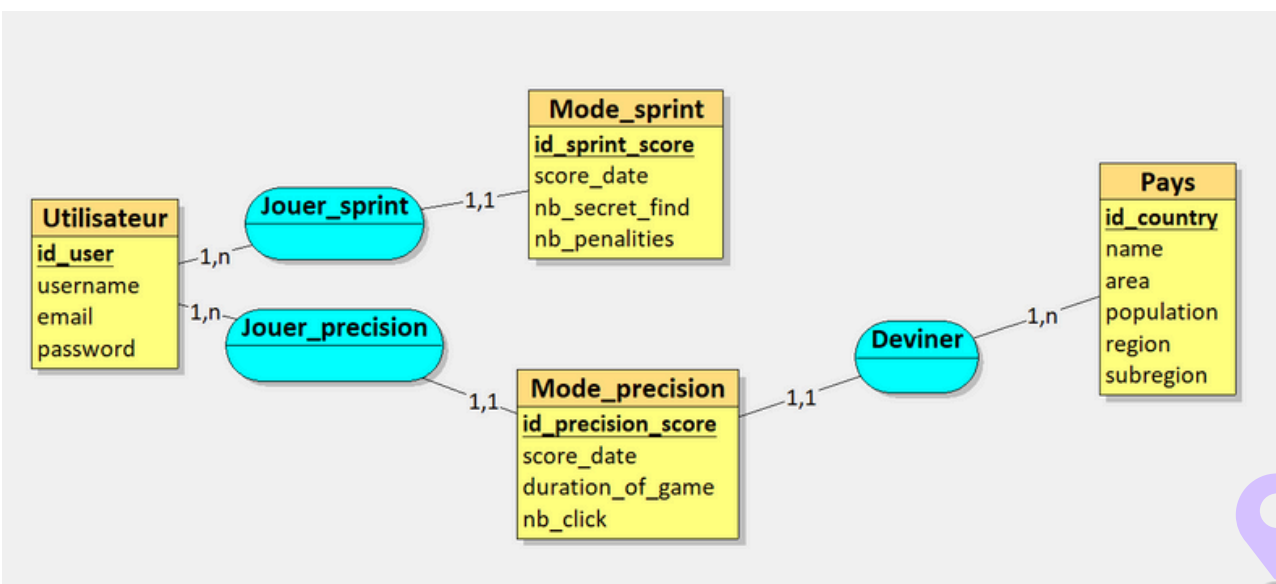 Mode_sprint
id_sprint_score
score_date
nb_secret_find
nb_penalities
Utilisateur
id_user
username
email
password
Jouer_sprint
1,n
1,1
Jouer_precision
1,n
1,1
Mode_precision
id_precision_score
score_date
duration_of_game
nb_click
Deviner
1,1
1,n
Pays
id_country
name
area
population
region
subregion